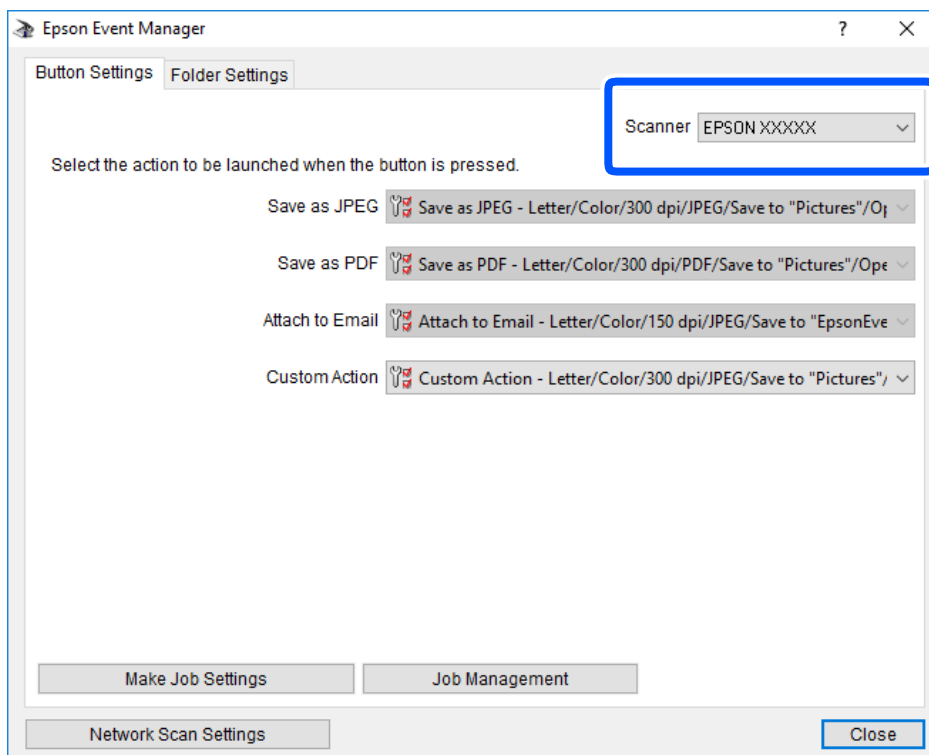 Epson Event Manager
Button Settings
Folder Settings
Scanner EPSON XXXXX
Select the action to be launched when the button is pressed.
Save as JPEG Save as JPEG - Letter/Color/300 dpi/JPEG/Save to "Pictures"/Op
Save as PDF Save as PDF - Letter/Color/300 dpi/PDF/Save to "Pictures"/Ope
Attach to Email Attach to Email - Letter/Color/150 dpi/JPEG/Save to "EpsonEve
Custom Action Custom Action - Letter/Color/300 dpi/JPEG/Save to "Pictures"/
Make Job Settings
Job Management
Network Scan Settings
Close